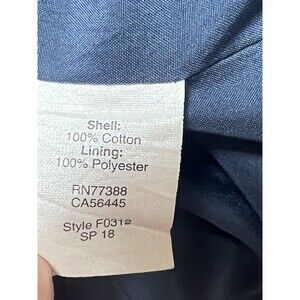 Shell:
100% Cotton
Lining:
100% Polyester
RN77388
CA56445
Style F0312
SP 18